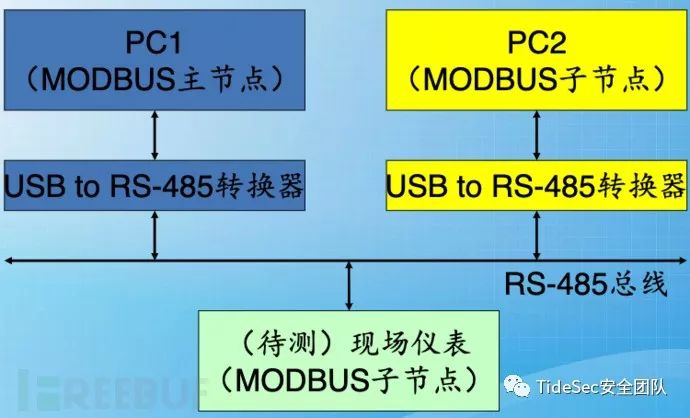 PC1
（MODBUS主节点）
PC2
（MODBUS子节点）
USB to RS-485转换器
USB to RS-485转换器
RS-485总线
（待测）现场仪表
（MODBUS子节点）
REEBUF
TideSec安全团队